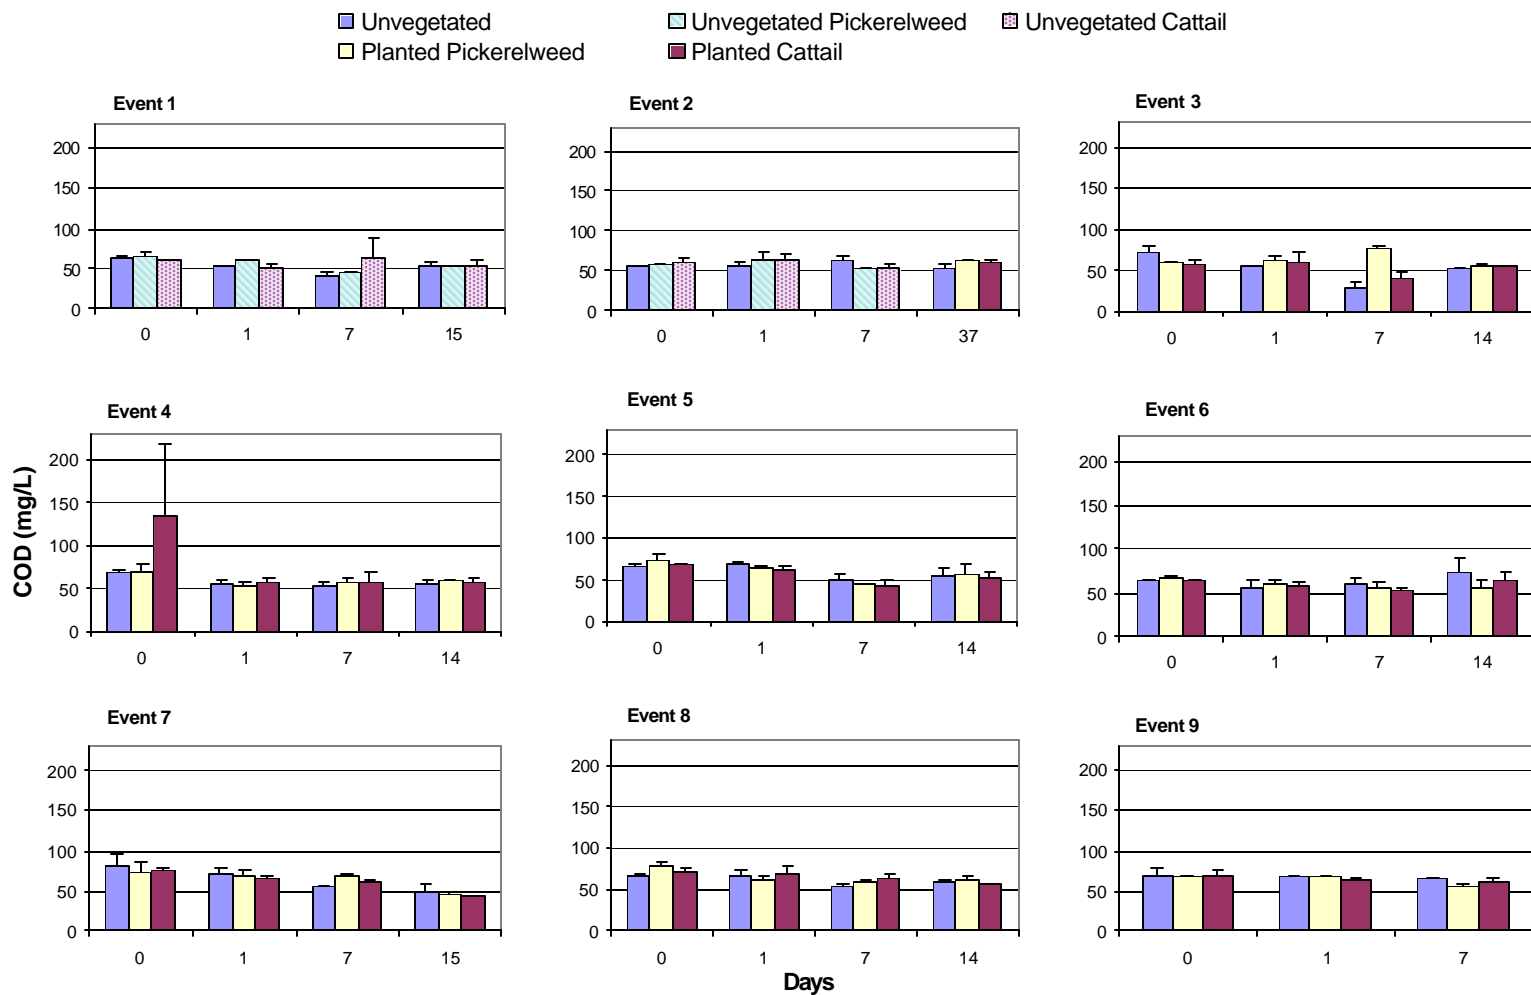 Unvegetated Unvegetated Pickerelweed Unvegetated Cattail
Planted Pickerelweed Planted Cattail
Event 1
200
150
100
50
0
0 1 7 15
Event 2
200
150
100
50
0
0 1 7 37
Event 3
200
150
100
50
0
0 1 7 14
COD (mg/L)
Event 4
200
150
100
50
0
0 1 7 14
Event 5
200
150
100
50
0
0 1 7 14
Event 6
200
150
100
50
0
0 1 7 14
Event 7
200
150
100
50
0
0 1 7 15
Event 8
200
150
100
50
0
0 1 7 14
Event 9
200
150
100
50
0
0 1 7
Days